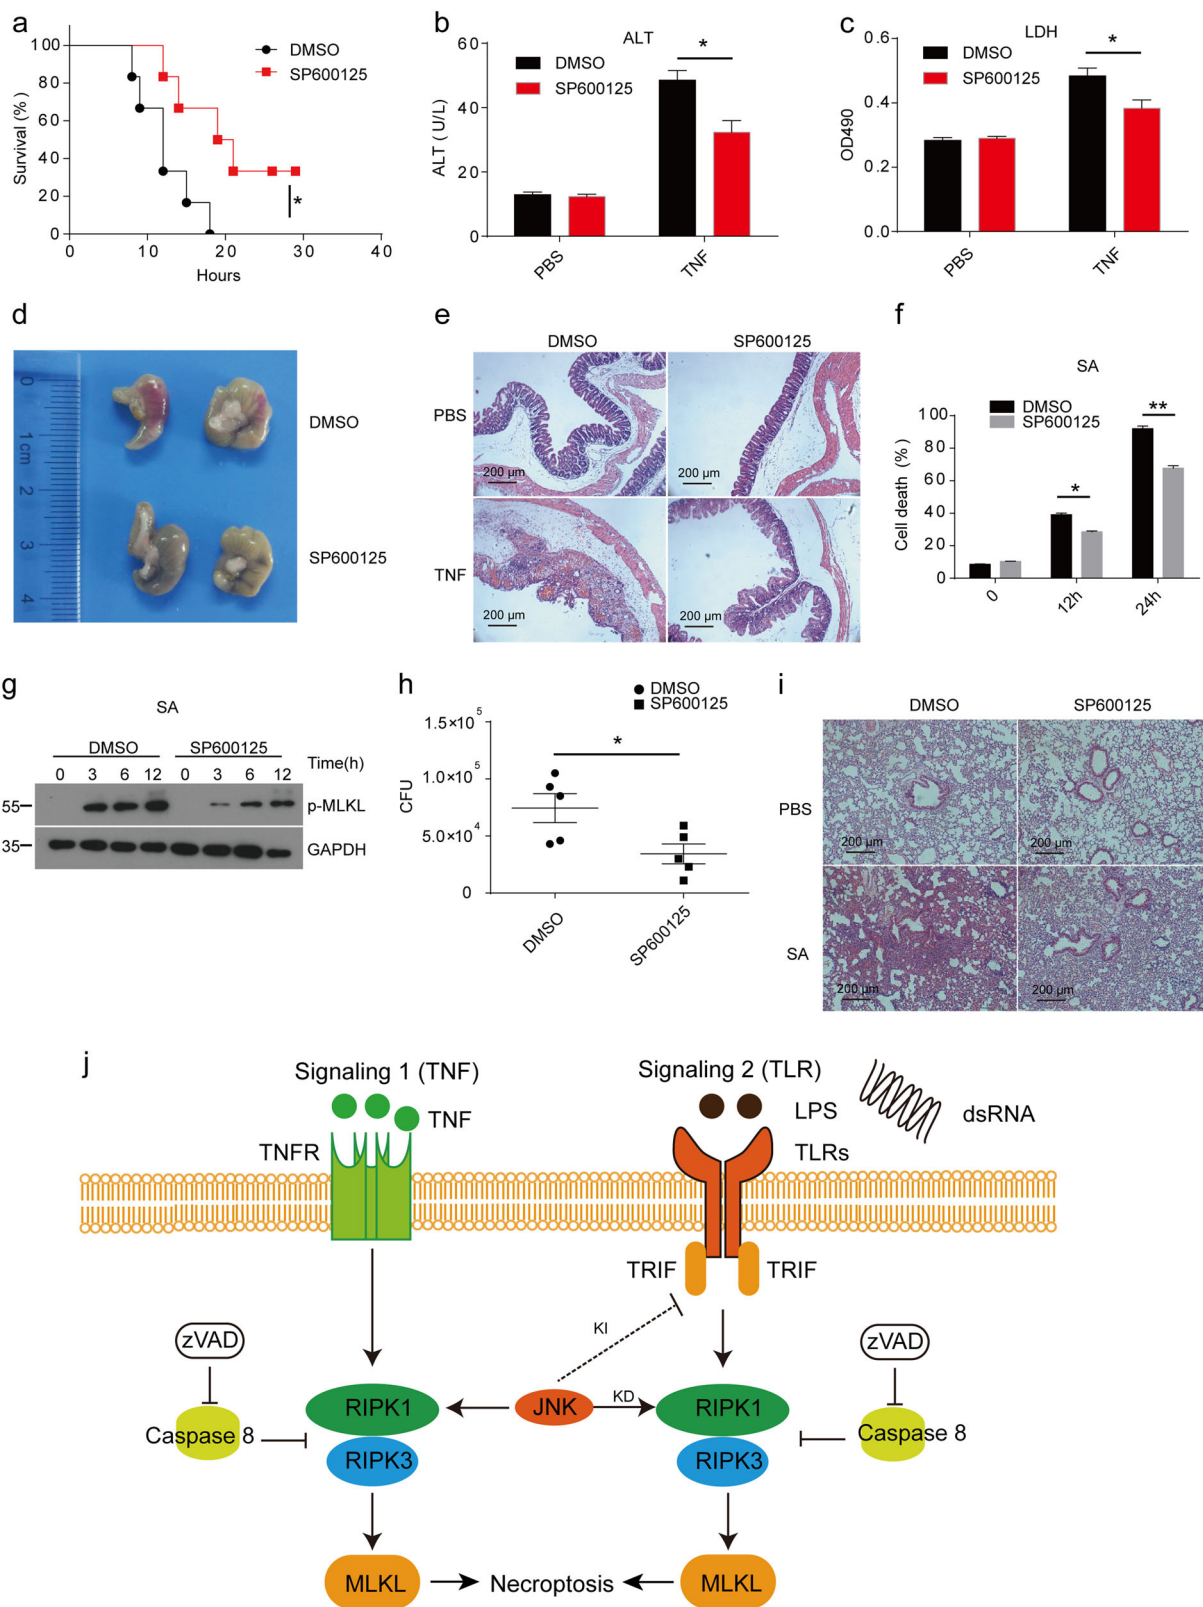 a
100
80
60
40
20
0
Survival (%)
0 10 20 30 40
Hours
DMSO
SP600125
*
b
ALT
60
40
20
0
ALT (U/L)
DMSO
SP600125
*
PBS
TNF
c
LDH
0.6
0.4
0.2
0.0
OD490
DMSO
SP600125
*
PBS
TNF
d
0
1cm
2
3
4
DMSO
SP600125
e
DMSO
SP600125
PBS
TNF
200 μm
200 μm
200 μm
200 μm
f
SA
100
80
60
40
20
0
Cell death (%)
DMSO
SP600125
*
**
0
12h
24h
g
SA
DMSO SP600125
0 3 6 12 0 3 6 12 Time(h)
55 p-MLKL
35 GAPDH
h
DMSO
SP600125
1.5×10⁵
1.0×10⁵
5.0×10⁴
0
CFU
*
DMSO
SP600125
i
DMSO
SP600125
PBS
SA
200 μm
200 μm
200 μm
200 μm
j
Signaling 1 (TNF) Signaling 2 (TLR)
TNF LPS dsRNA
TNFR TLRs
TRIF TRIF
KI
zVAD zVAD
RIPK1 JNK KD RIPK1
Caspase 8 Caspase 8
RIPK3 RIPK3
MLKL Necroptosis MLKL